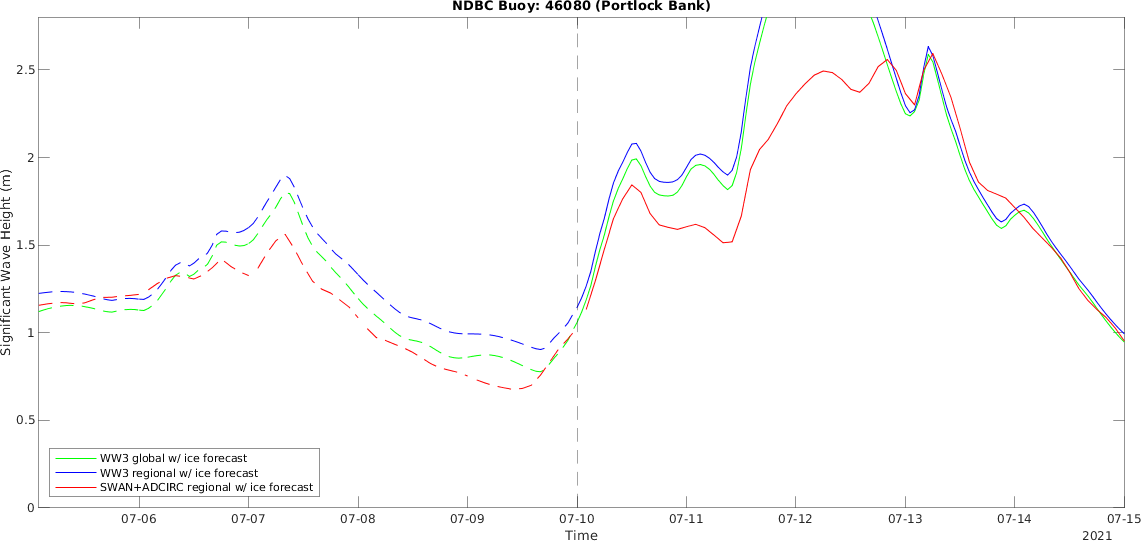 NDBC Buoy: 46080 (Portlock Bank)
Significant Wave Height (m)
2.5
2
1.5
1
0.5
0
WW3 global w/ ice forecast
WW3 regional w/ ice forecast
SWAN+ADCIRC regional w/ ice forecast
07-06 07-07 07-08 07-09 07-10 07-11 07-12 07-13 07-14 07-15
Time
2021